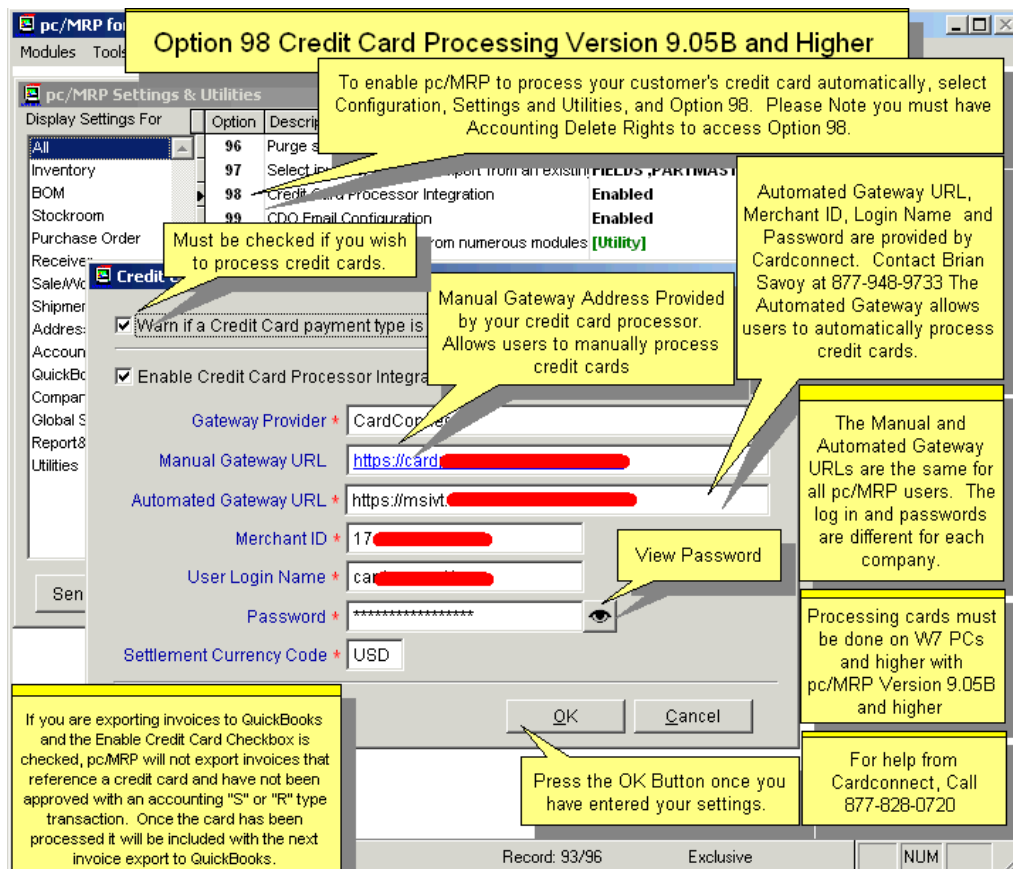 pc/MRP for
Option 98 Credit Card Processing Version 9.05B and Higher
Modules Tools
To enable pc/MRP to process your customer's credit card automatically, select
Configuration, Settings and Utilities, and Option 98. Please Note you must have
Accounting Delete Rights to access Option 98.
pc/MRP Settings & Utilities
Display Settings For
Option
All
Inventory
BOM
Stockroom
Purchase Order
Receiver
Shipmen
Accoun
Compan
Global S
Report&
Utilities
96 Purge s
97
98 Credit Card Processor Integration Enabled
99 CDO Email Configuration Enabled
from numerous modules [Utility]
Must be checked if you wish
to process credit cards.
Automated Gateway URL,
Merchant ID, Login Name and
Password are provided by
Cardconnect. Contact Brian
Savoy at 877-948-9733 The
Automated Gateway allows
users to automatically process
credit cards.
Manual Gateway Address Provided
by your credit card processor.
Allows users to manually process
credit cards
Credit
Warn if a Credit Card payment type is
Enable Credit Card Processor Integra
Gateway Provider *
Manual Gateway URL https://card
Automated Gateway URL * https://msivt.
Merchant ID * 17
User Login Name *
Password * *****************
Settlement Currency Code * USD
View Password
The Manual and
Automated Gateway
URLs are the same for
all pc/MRP users. The
log in and passwords
are different for each
company.
Processing cards must
be done on W7 PCs
and higher with
pc/MRP Version 9.05B
and higher
Sen
OK Cancel
If you are exporting invoices to QuickBooks
and the Enable Credit Card Checkbox is
checked, pc/MRP will not export invoices that
reference a credit card and have not been
approved with an accounting "S" or "R" type
transaction. Once the card has been
processed it will be included with the next
invoice export to QuickBooks.
Press the OK Button once you
have entered your settings.
For help from
Cardconnect, Call
877-828-0720
Record: 93/96 Exclusive NUM